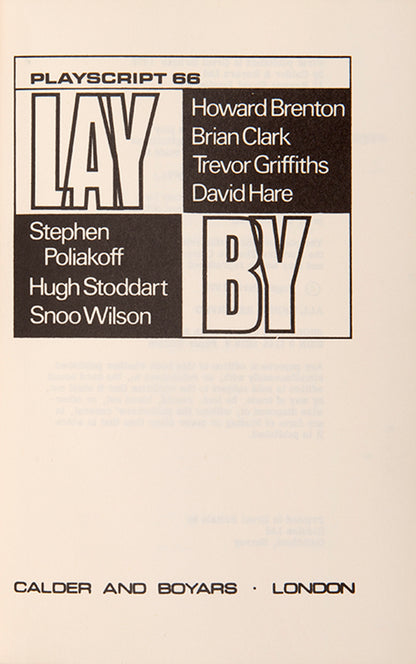 PLAYSCRIPT 66
LAY
Howard Brenton
Brian Clark
Trevor Griffiths
David Hare
Stephen
Poliakoff
Hugh Stoddart
Snoo Wilson
BY
CALDER AND BOYARS · LONDON